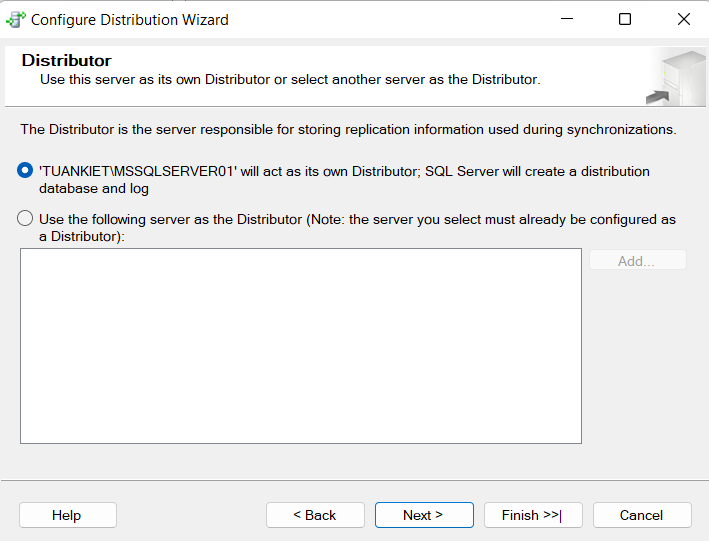 Configure Distribution Wizard
Distributor
Use this server as its own Distributor or select another server as the Distributor.
The Distributor is the server responsible for storing replication information used during synchronizations.
'TUANKIET\MSSQLSERVER01' will act as its own Distributor; SQL Server will create a distribution
database and log
Use the following server as the Distributor (Note: the server you select must already be configured as
a Distributor):
Add...
Help
< Back
Next >
Finish >>|
Cancel